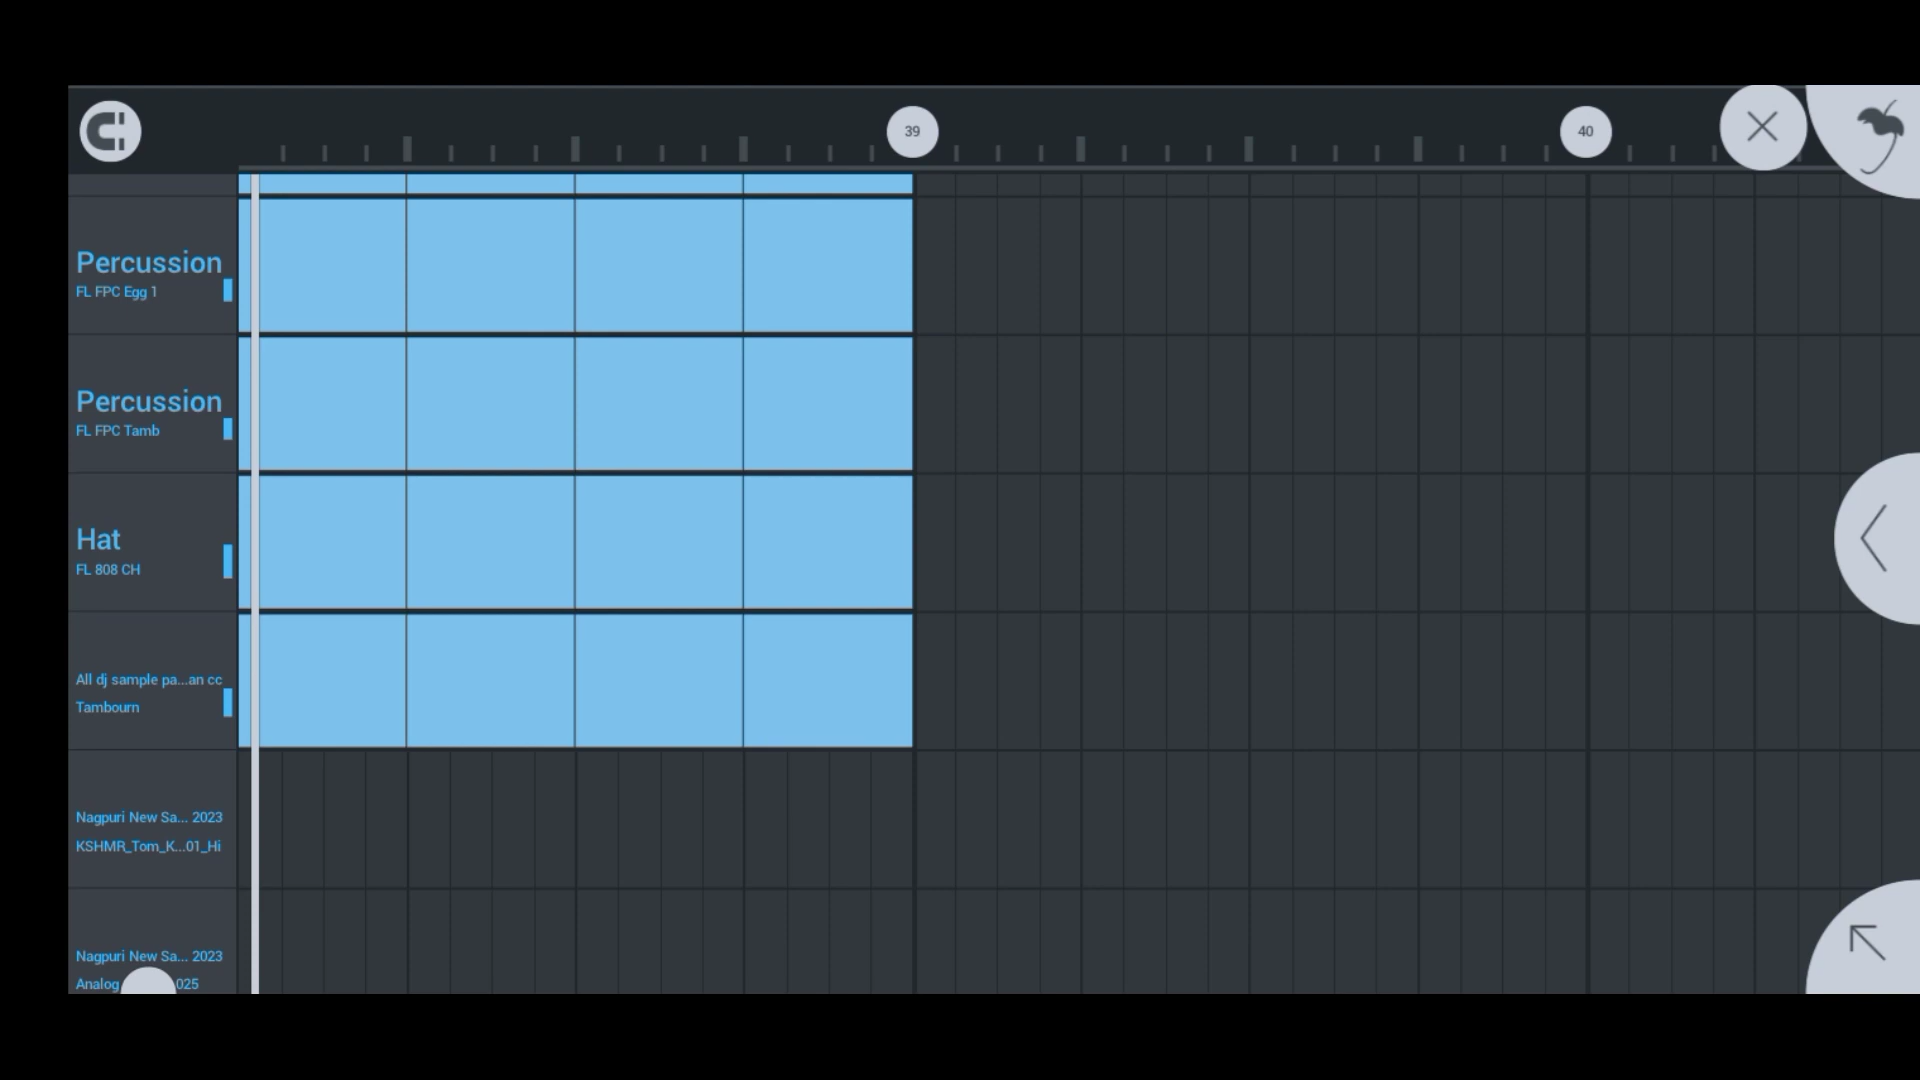 39
40
Percussion
FL FPC Egg 1
Percussion
FL FPC Tamb
Hat
FL 808 CH
All dj sample pa...an cc
Tambourn
Nagpuri New Sa... 2023
KSHMR_Tom_K...01_Hi
Nagpuri New Sa... 2023
Analog 025